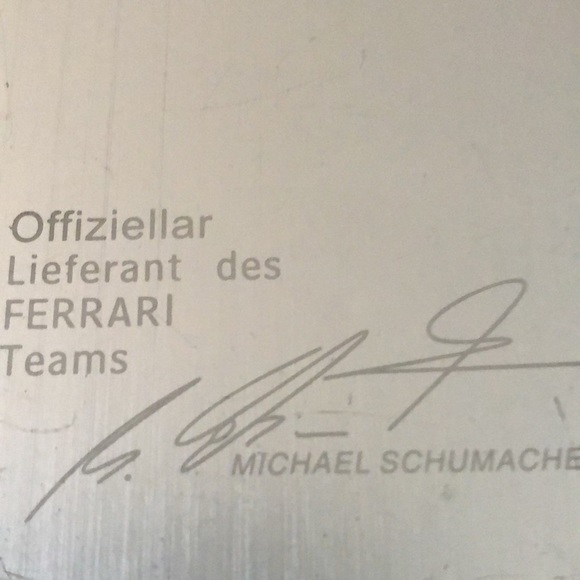 Offiziellar
Lieferant des
FERRARI
Teams
MICHAEL SCHUMACHE